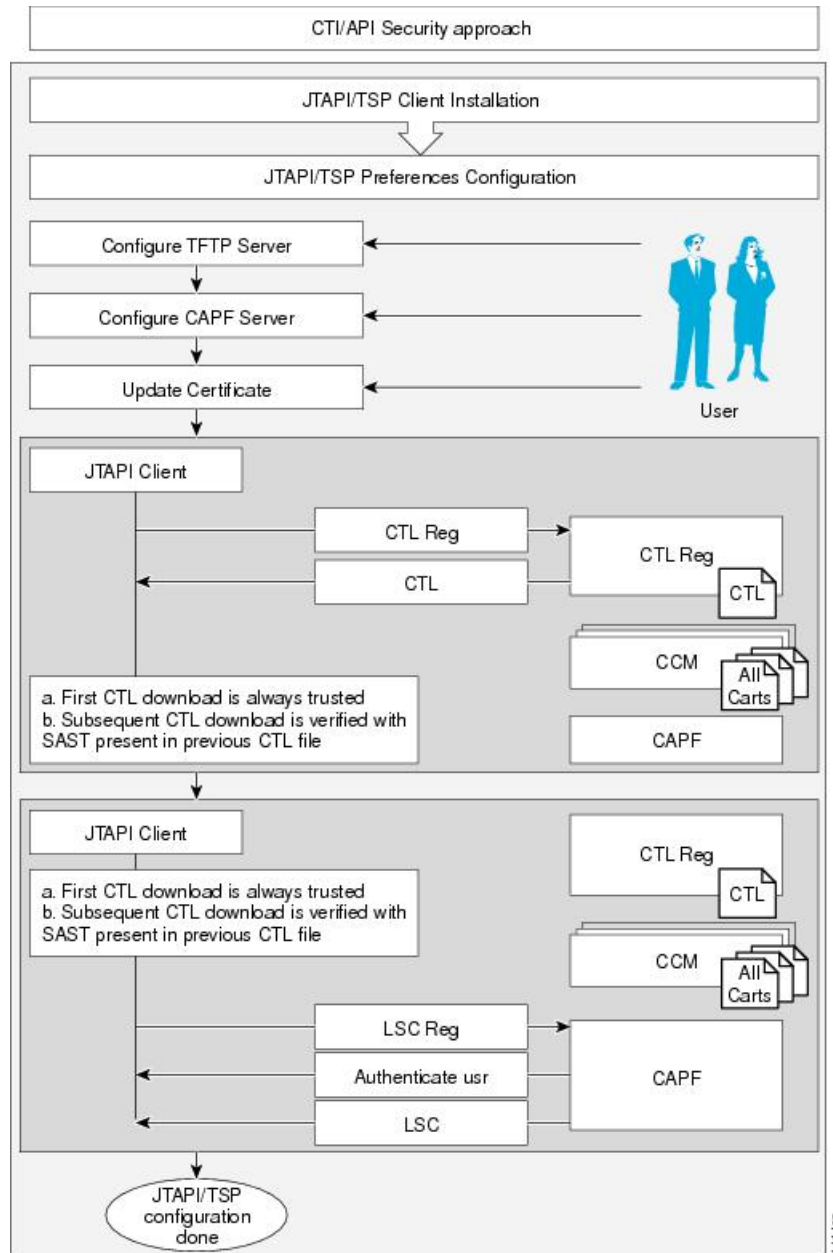 CTI/API Security approach
JTAPI/TSP Client Installation
JTAPI/TSP Preferences Configuration
Configure TFTP Server
Configure CAPF Server
Update Certificate
User
JTAPI Client
CTL Reg
CTL Reg
CTL
CTL
CCM
All
Carts
a. First CTL download is always trusted
b. Subsequent CTL download is verified with
SAST present in previous CTL file
CAPF
JTAPI Client
CTL Reg
CTL
a. First CTL download is always trusted
b. Subsequent CTL download is verified with
SAST present in previous CTL file
CCM
All
Carts
LSC Reg
Authenticate usr
CAPF
LSC
JTAPI/TSP
configuration
done